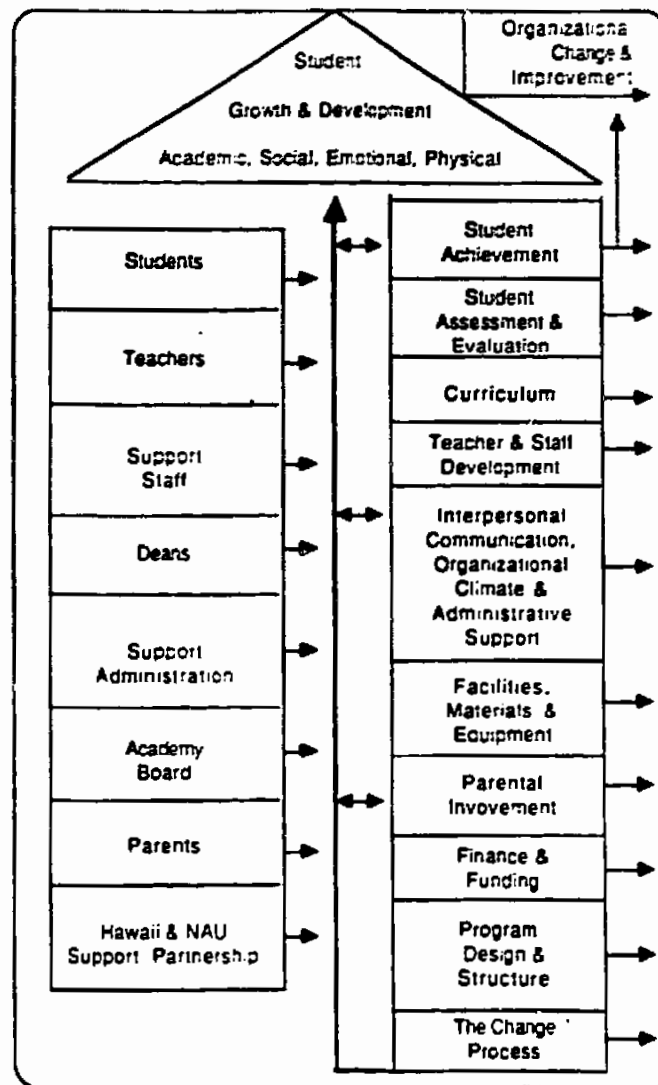 Organizational
Change &
Improvement
Student
Growth & Development
Academic, Social, Emotional, Physical
Students
Teachers
Support
Staff
Deans
Support
Administration
Academy
Board
Parents
Hawaii & NAU
Support Partnership
Student
Achievement
Student
Assessment &
Evaluation
Curriculum
Teacher & Staff
Development
Interpersonal
Communication,
Organizational
Climate &
Administrative
Support
Facilities,
Materials &
Equipment
Parental
Invovement
Finance &
Funding
Program
Design &
Structure
The Change
Process